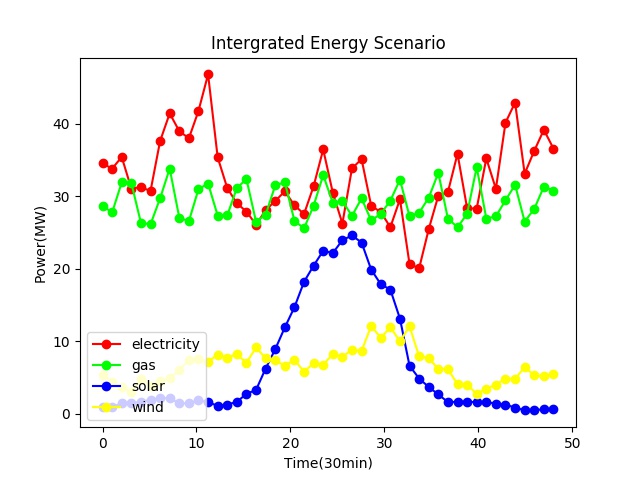 Intergrated Energy Scenario
Power(MW)
40
30
20
10
0
electricity
gas
solar
wind
0 10 20 30 40 50
Time(30min)